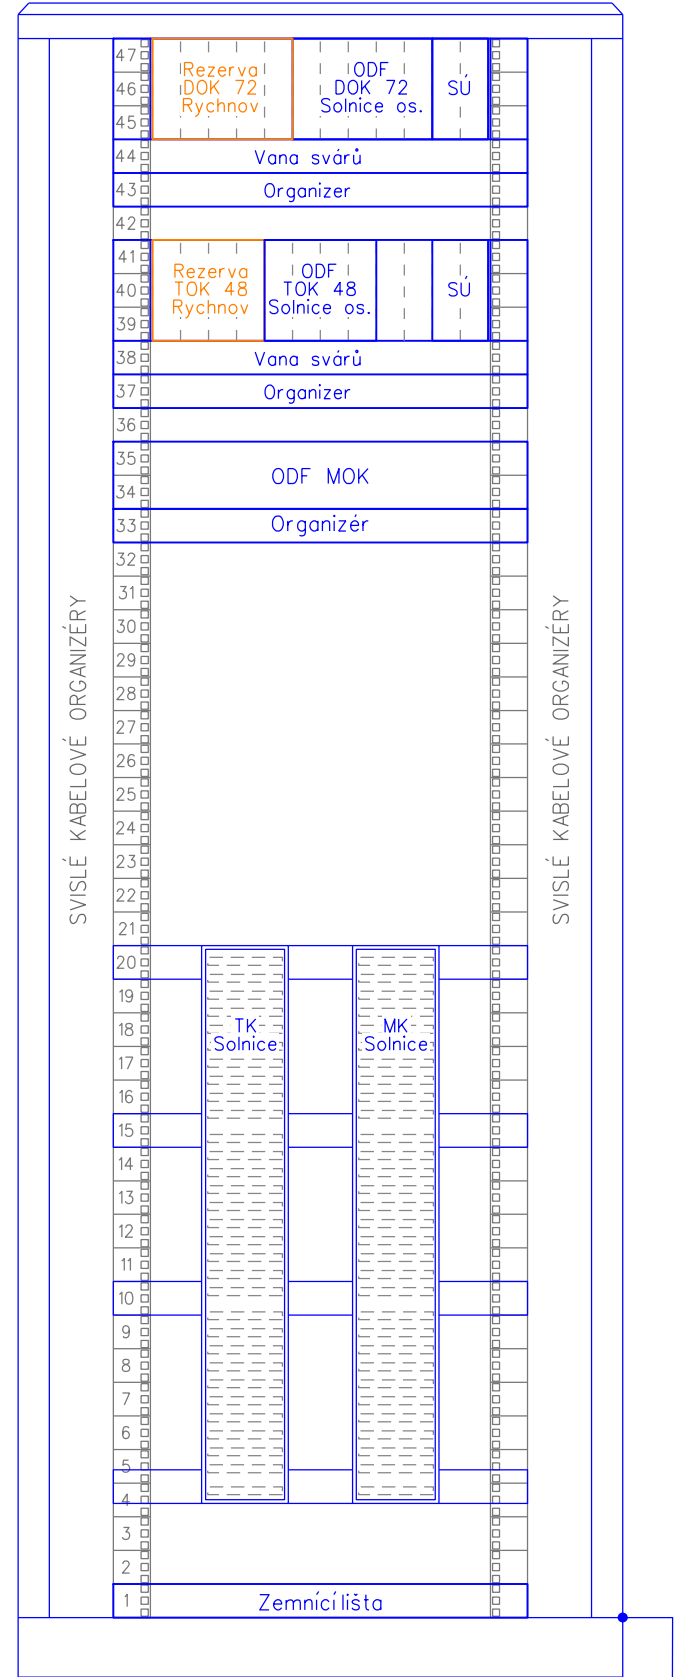 47
Rezerva
DOK 72
Rychnov
ODF
DOK 72
Solnice os.
SÚ
46
45
44
Vana svárů
43
Organizer
42
41
Rezerva
TOK 48
Rychnov
ODF
TOK 48
Solnice os.
SÚ
40
39
38
Vana svárů
37
Organizer
36
35
ODF MOK
34
33
Organizér
32
31
30
29
28
27
26
25
24
23
22
21
SVISLÉ KABELOVÉ ORGANIZÉRY
SVISLÉ KABELOVÉ ORGANIZÉRY
20
19
18
TK
Solnice
MK
Solnice
17
16
15
14
13
12
11
10
9
8
7
6
5
4
3
2
1
Zemnící lišta